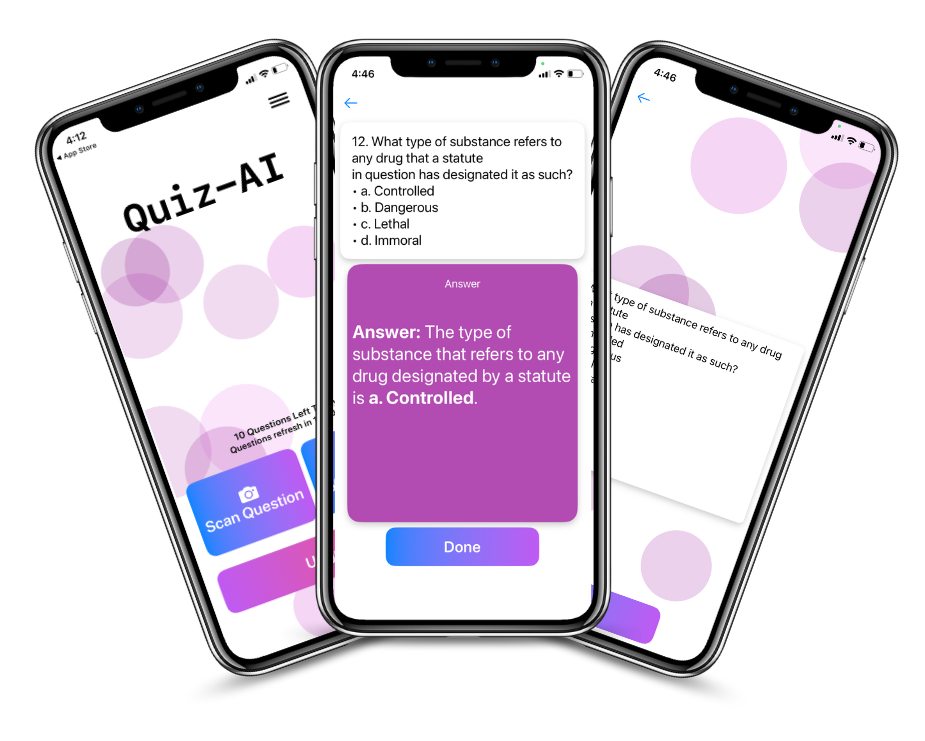 4:12
◀ App Store
Quiz-AI
10 Questions Left
Questions refresh in
Scan Question
4:46
12. What type of substance refers to
any drug that a statute
in question has designated it as such?
• a. Controlled
• b. Dangerous
• c. Lethal
• d. Immoral
Answer
Answer: The type of
substance that refers to any
drug designated by a statute
is a. Controlled.
Done
4:46
type of substance refers to any drug
has designated it as such?